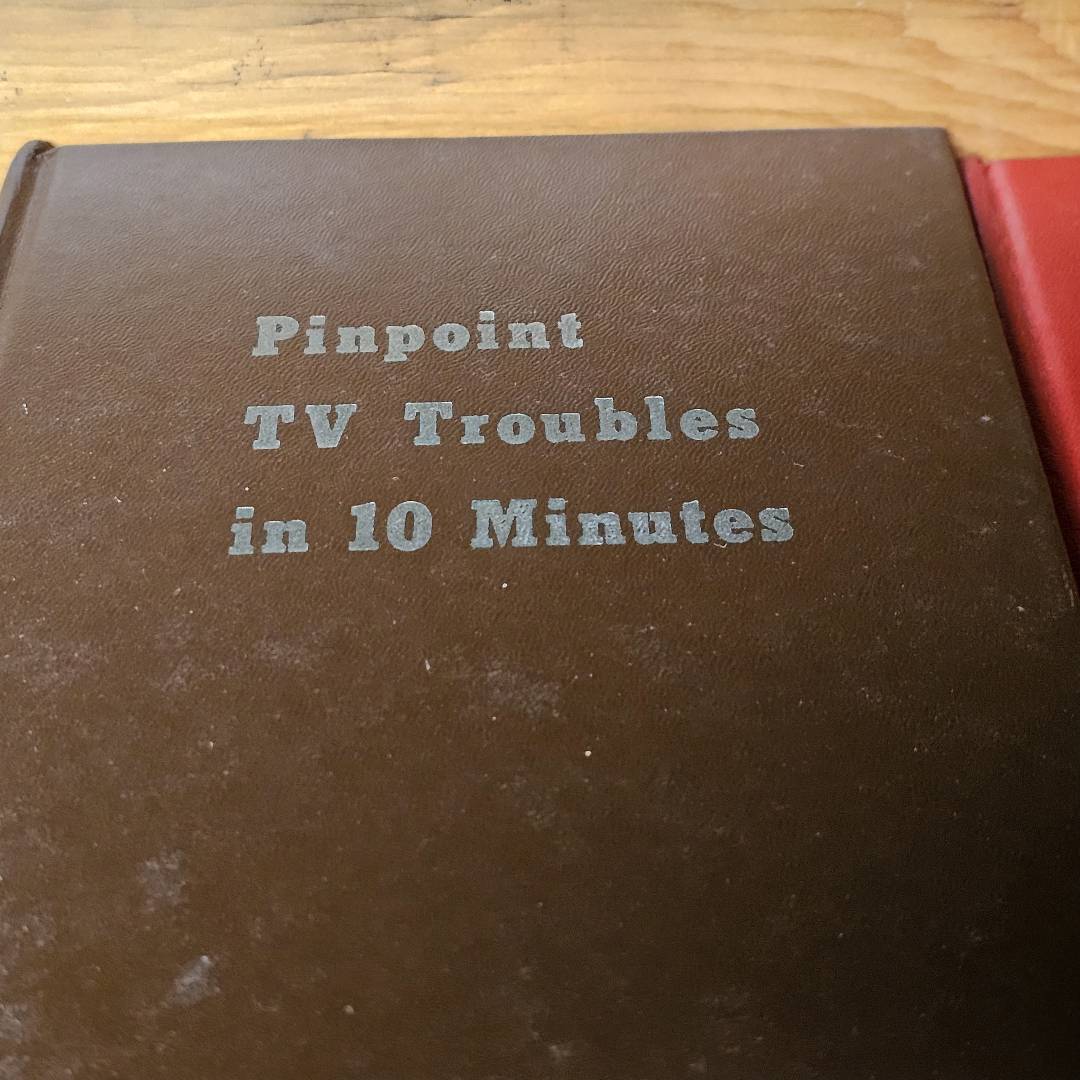 Pinpoint
TV Troubles
in 10 Minutes